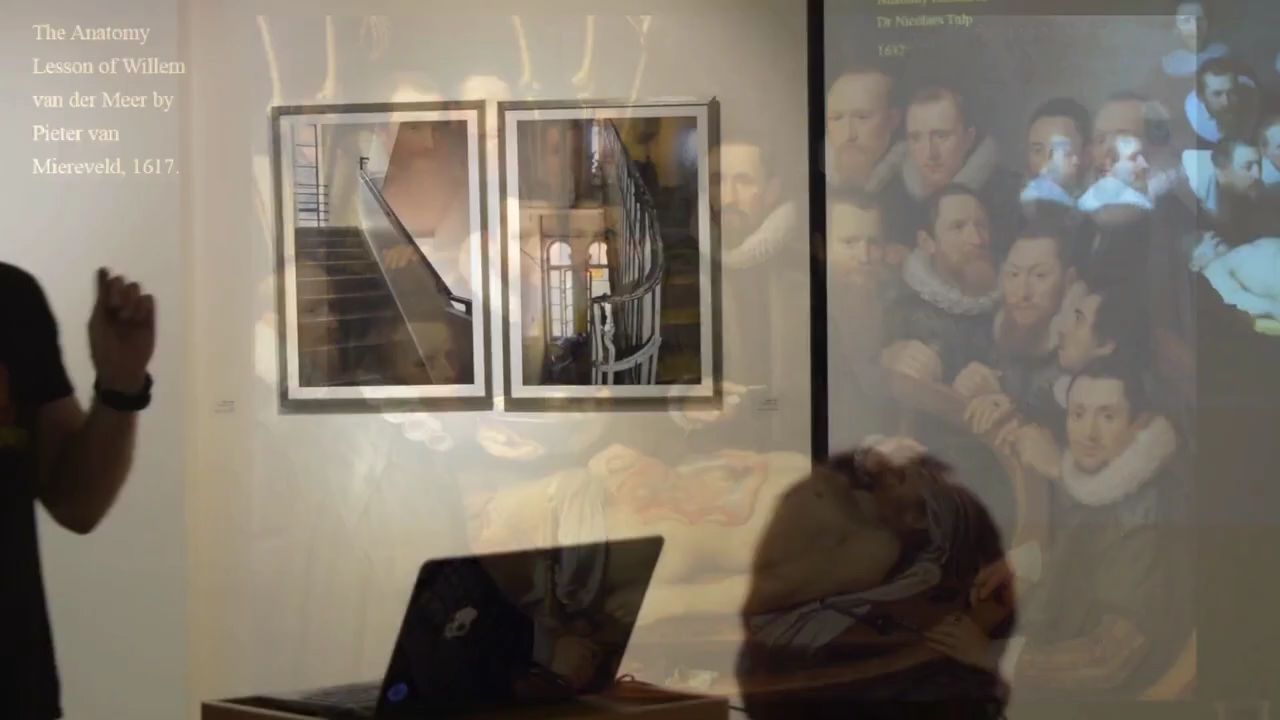 The Anatomy
Lesson of Willem
van der Meer by
Pieter van
Miereveld, 1617.
Dr Nicolaes Tulp
1632